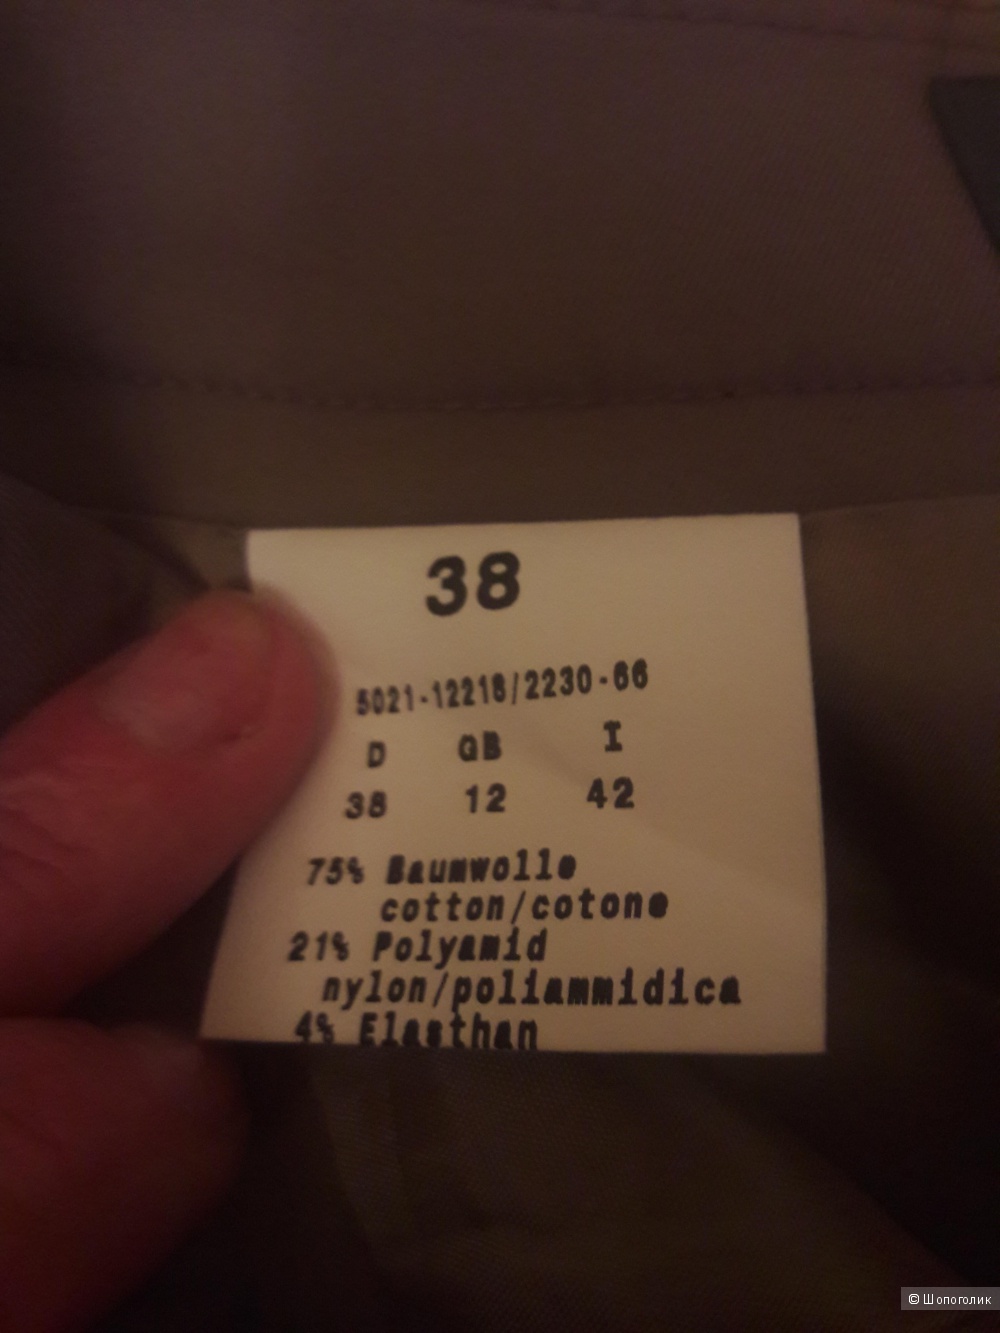 38
5021-12218/2230-66
D GB I
38 12 42
75% Baumwolle
cotton/cotone
21% Polyamid
nylon/poliammidica
4% Elasthan
© Шопоголик